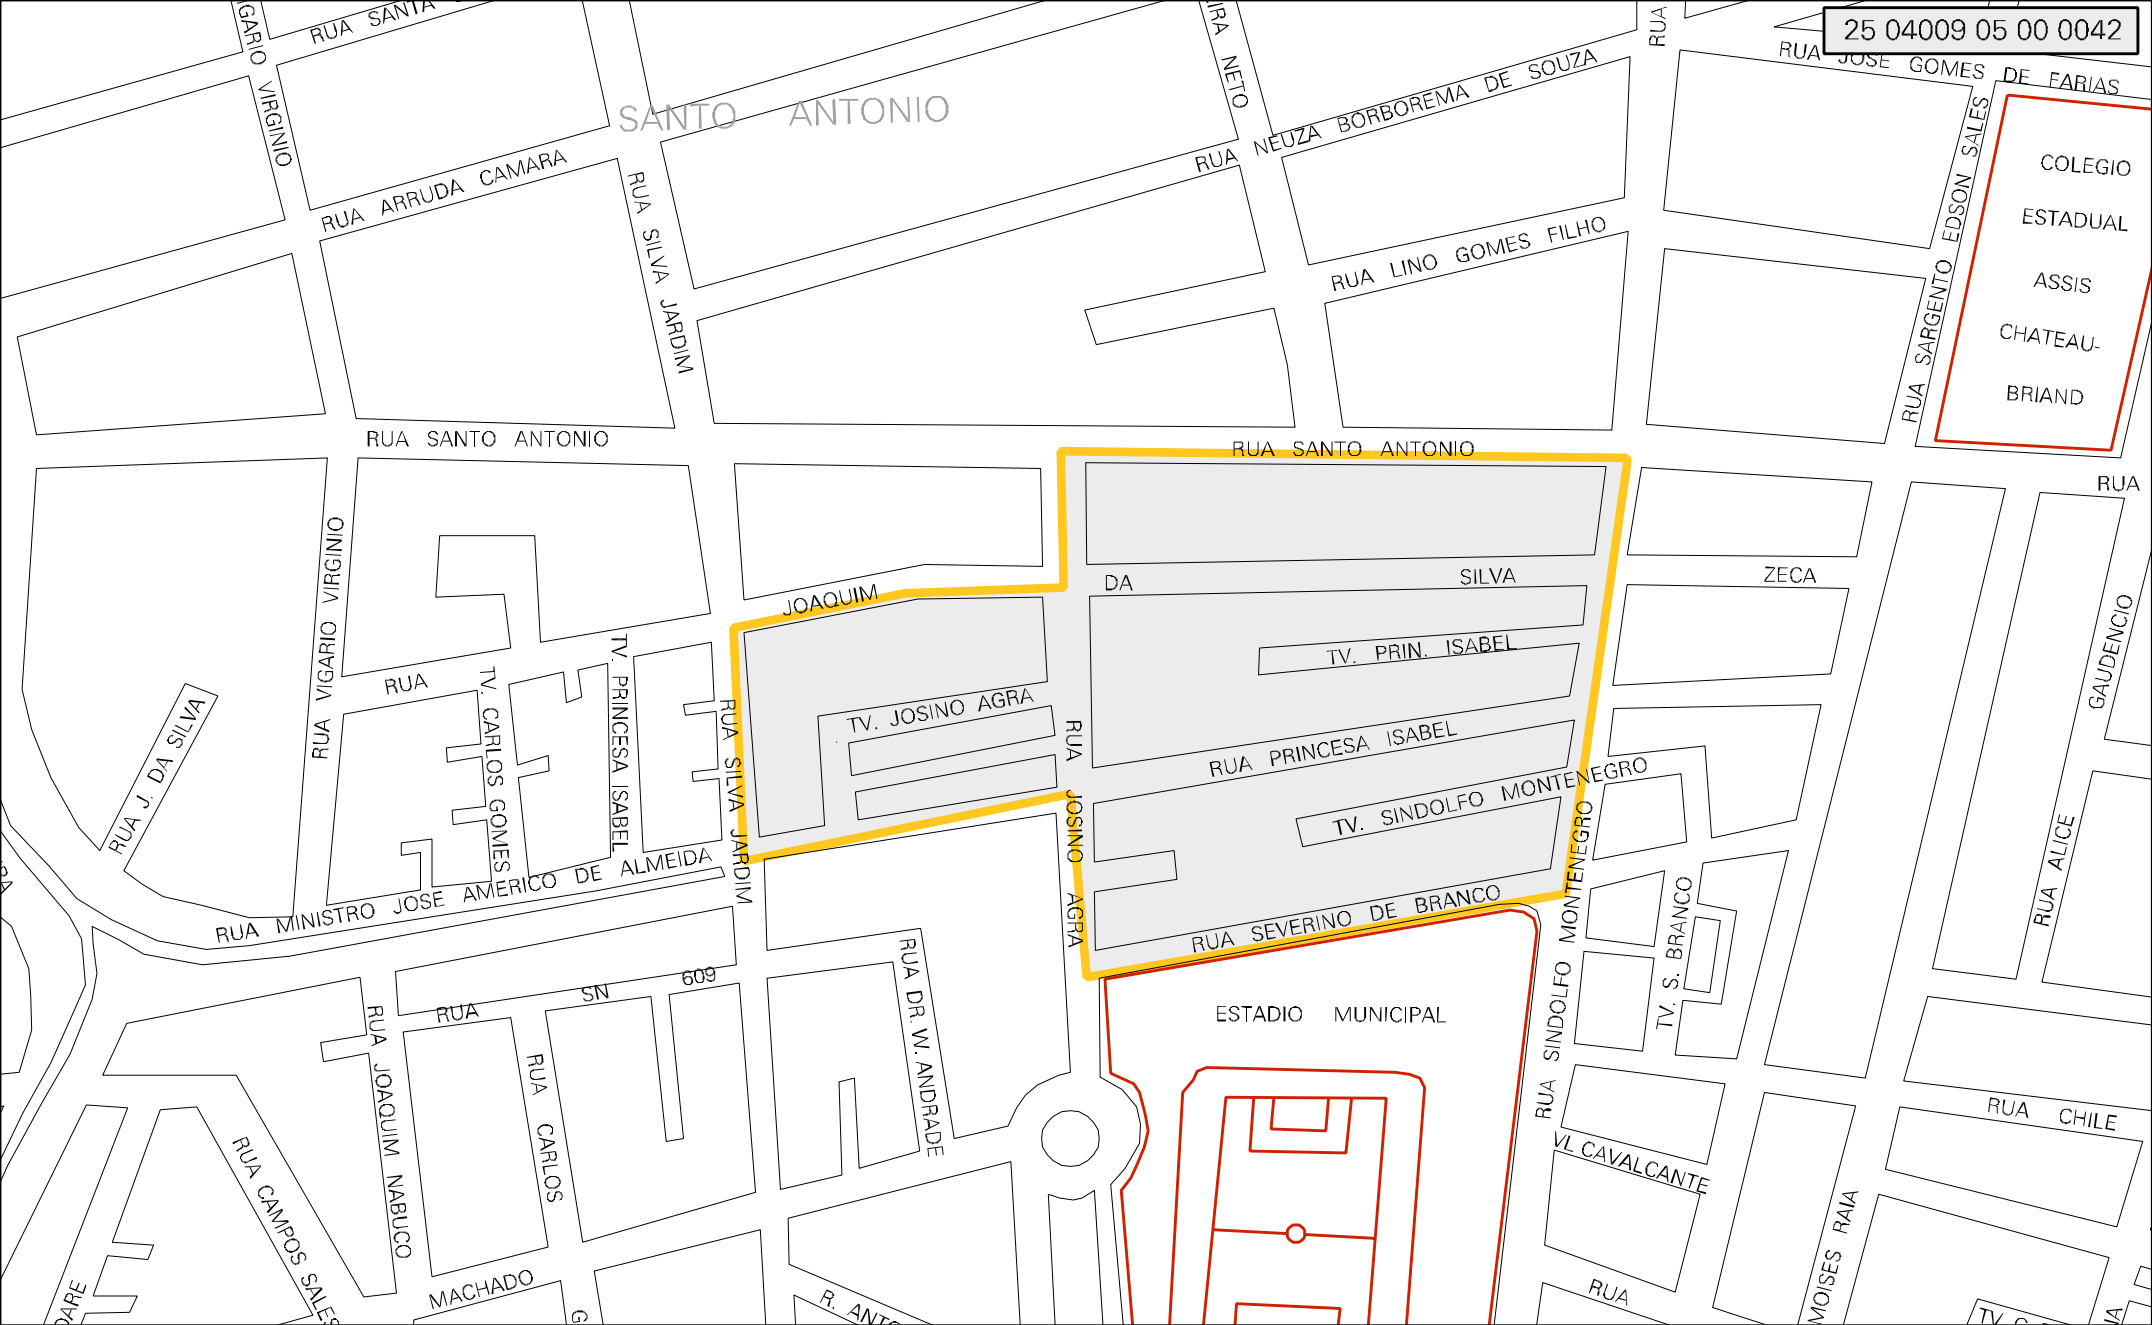 25 04009 05 00 0042
RUA SANTA
VIRGINIO
NETO
RUA
RUA JOSE GOMES DE FARIAS
SANTO ANTONIO
RUA NEUZA BORBOREMA DE SOUZA
RUA ARRUDA CAMARA
RUA SILVA JARDIM
RUA LINO GOMES FILHO
RUA SARGENTO EDSON SALES
COLEGIO
ESTADUAL
ASSIS
CHATEAU-
BRIAND
RUA SANTO ANTONIO
RUA SANTO ANTONIO
RUA
RUA VIGARIO VIRGINIO
JOAQUIM
DA
SILVA
ZECA
GAUDENCIO
RUA
TV. CARLOS GOMES
TV. PRINCESA ISABEL
RUA SILVA JARDIM
TV. JOSINO AGRA
RUA JOSINO AGRA
TV. PRIN. ISABEL
RUA PRINCESA ISABEL
TV. SINDOLFO MONTENEGRO
RUA J. DA SILVA
RUA MINISTRO JOSE AMERICO DE ALMEIDA
RUA SEVERINO DE BRANCO
RUA SINDOLFO MONTENEGRO
TV. S. BRANCO
RUA ALICE
RUA SN 609
RUA DR. W. ANDRADE
ESTADIO MUNICIPAL
RUA JOAQUIM NABUCO
RUA CARLOS
RUA CAMPOS SALES
VL CAVALCANTE
RUA CHILE
MOISES RAIA
MACHADO
G
R. ANTO
RUA